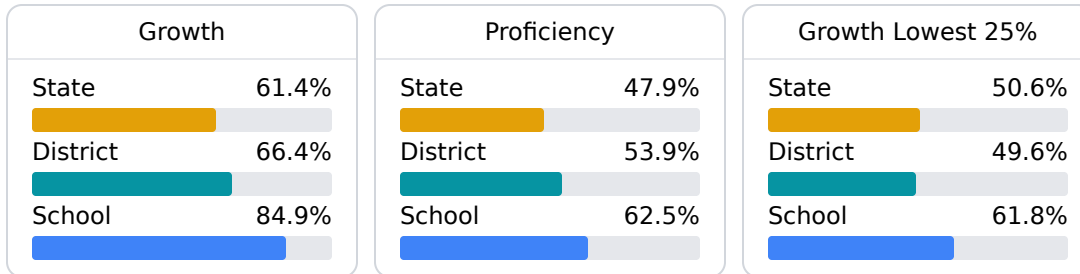 Growth
State 61.4%
District 66.4%
School 84.9%
Proficiency
State 47.9%
District 53.9%
School 62.5%
Growth Lowest 25%
State 50.6%
District 49.6%
School 61.8%